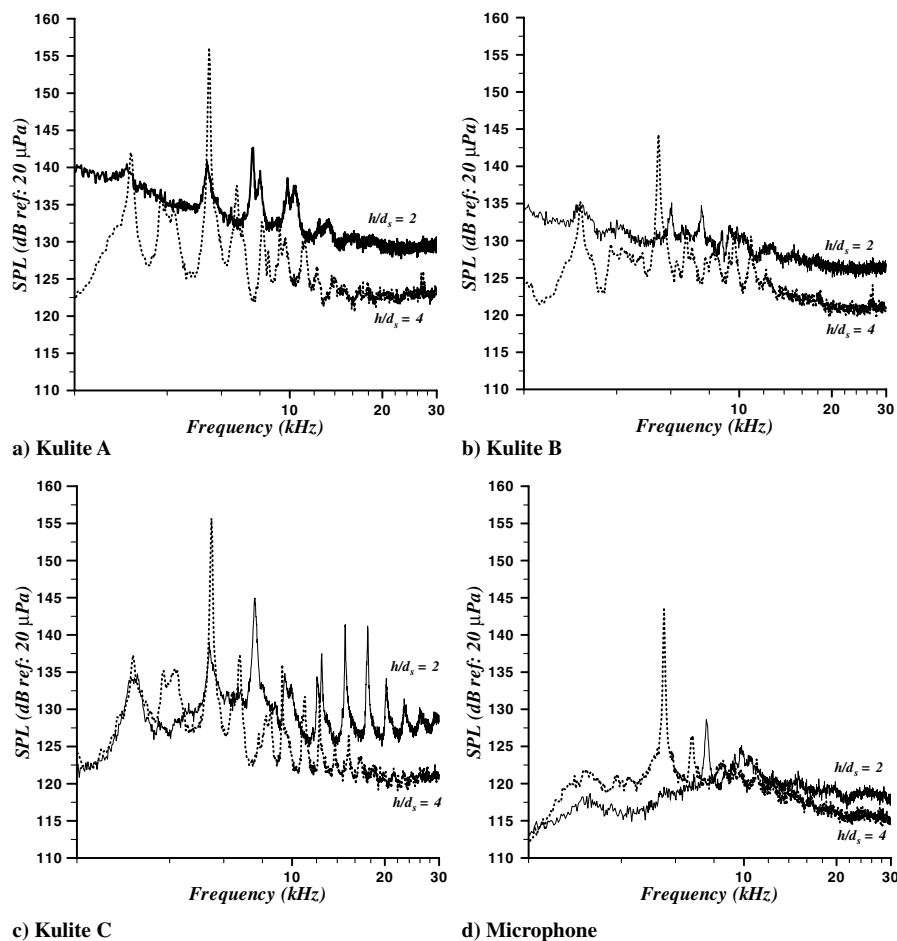 160
155
150
145
140
135
130
125
120
115
110
SPL (dB ref: 20 μPa)
h/ds = 2
h/ds = 4
10 20 30
Frequency (kHz)
a) Kulite A
160
155
150
145
140
135
130
125
120
115
110
SPL (dB ref: 20 μPa)
h/ds = 2
h/ds = 4
10 20 30
Frequency (kHz)
b) Kulite B
160
155
150
145
140
135
130
125
120
115
110
SPL (dB ref: 20 μPa)
h/ds = 2
h/ds = 4
10 20 30
Frequency (kHz)
c) Kulite C
160
155
150
145
140
135
130
125
120
115
110
SPL (dB ref: 20 μPa)
h/ds = 2
h/ds = 4
10 20 30
Frequency (kHz)
d) Microphone